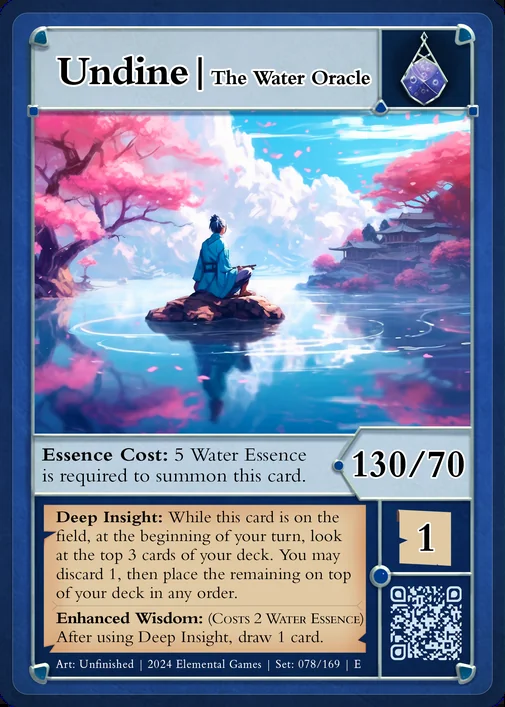 Undine | The Water Oracle
Essence Cost: 5 Water Essence
is required to summon this card.
130/70
Deep Insight: While this card is on the
field, at the beginning of your turn, look
at the top 3 cards of your deck. You may
discard 1, then place the remaining on top
of your deck in any order.
Enhanced Wisdom: (Costs 2 Water Essence)
After using Deep Insight, draw 1 card.
1
Art: Unfinished | 2024 Elemental Games | Set: 078/169 | E